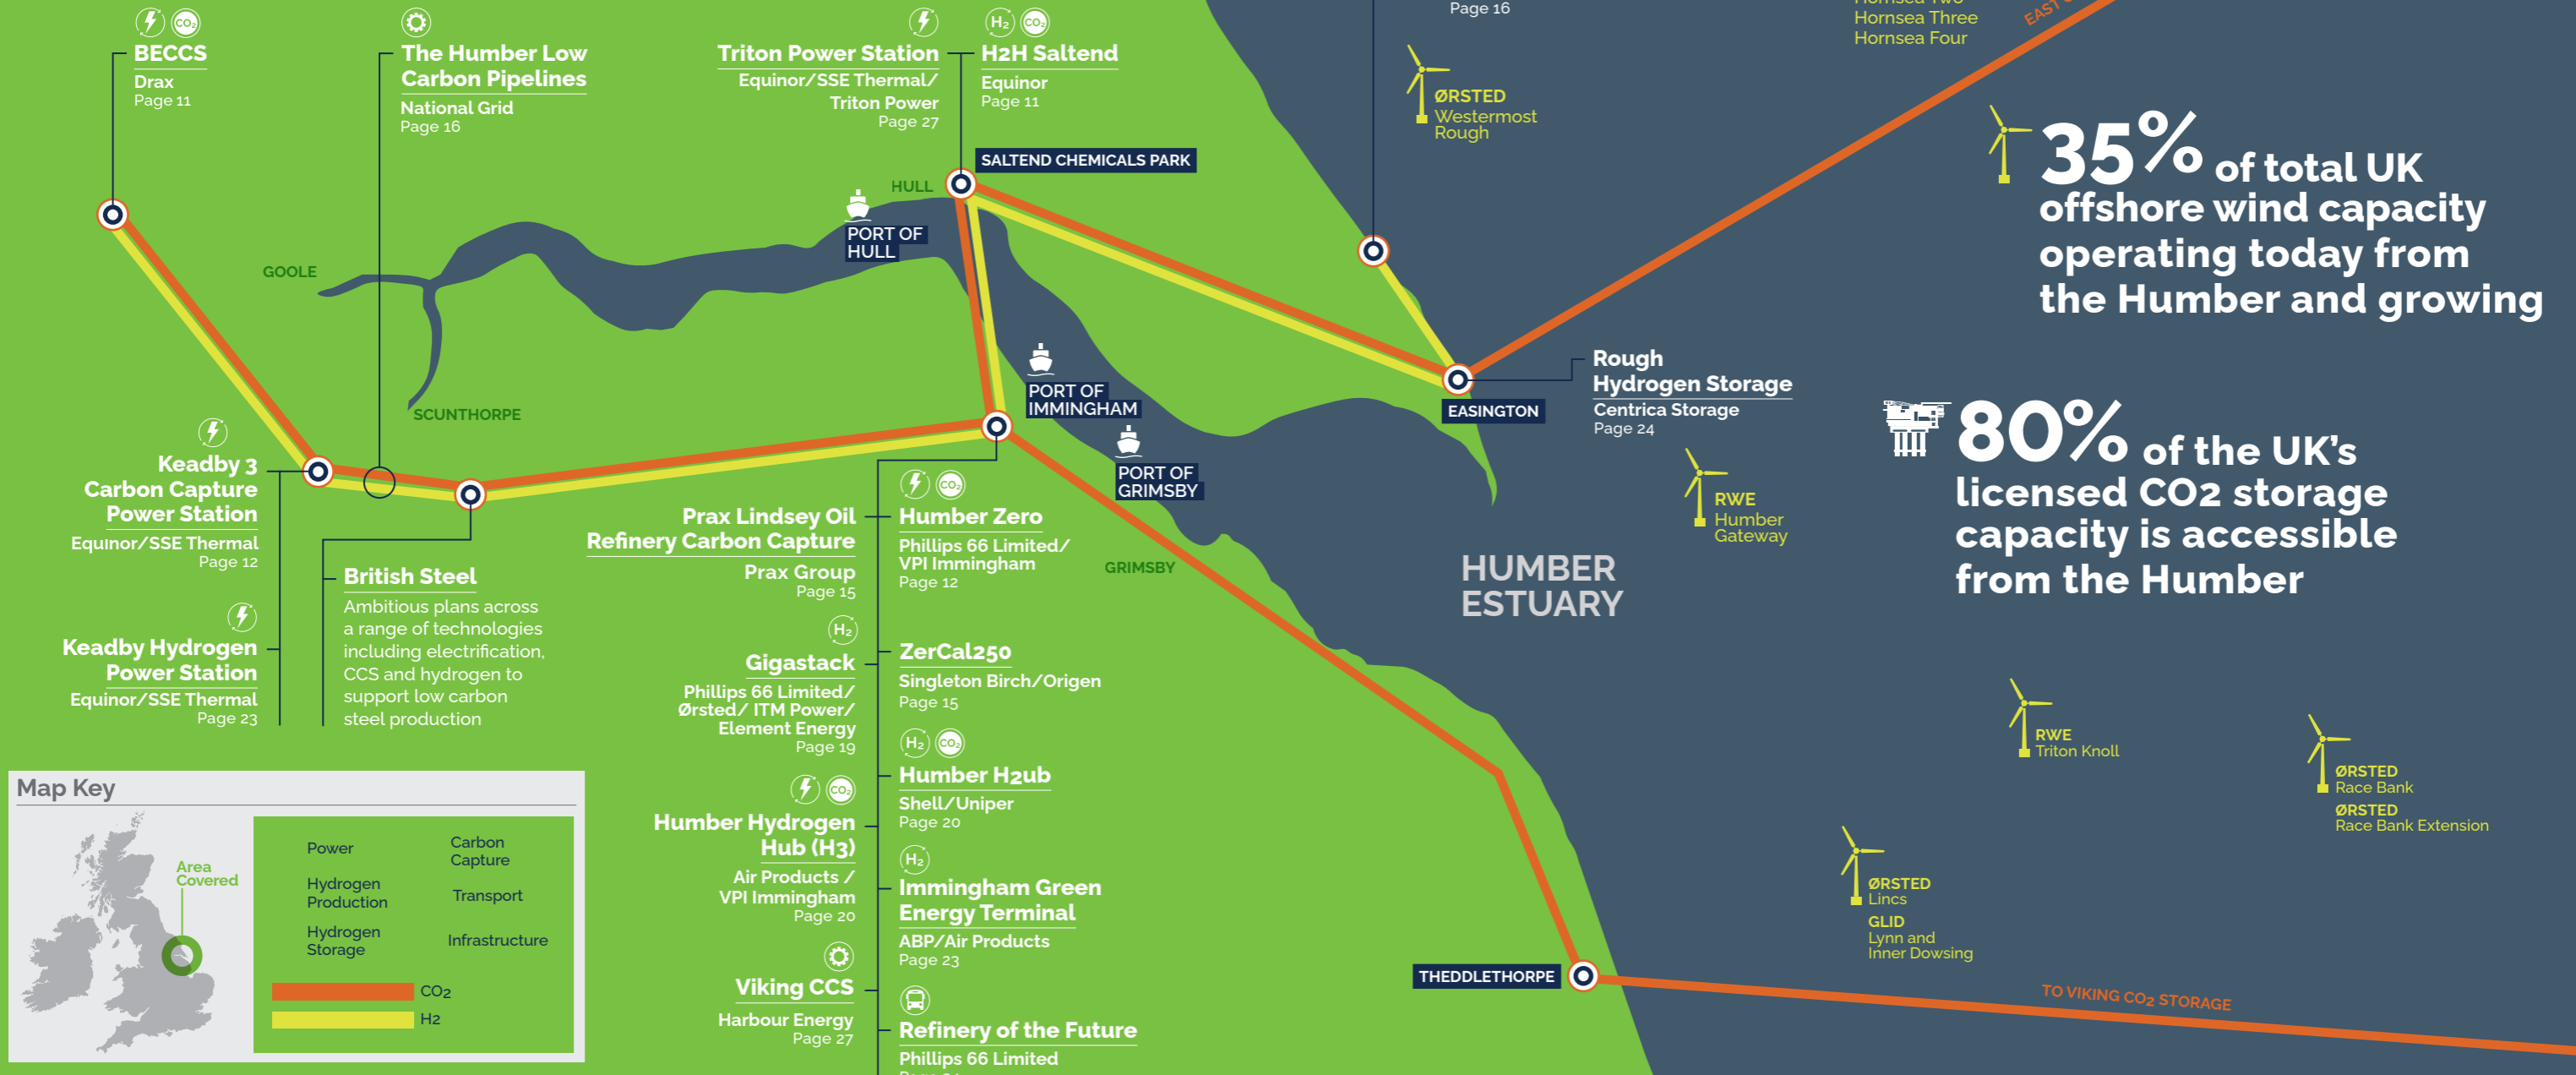 BECCS
Drax
Page 11
The Humber Low
Carbon Pipelines
National Grid
Page 16
Triton Power Station
Equinor/SSE Thermal/
Triton Power
Page 27
H₂
CO₂
H2H Saltend
Equinor
Page 11
CO₂
Page 16
ØRSTED
Westermost
Rough
Hornsea Two
Hornsea Three
Hornsea Four
EAST
SALTEND CHEMICALS PARK
HULL
PORT OF
HULL
GOOLE
SCUNTHORPE
35% of total UK
offshore wind capacity
operating today from
the Humber and growing
PORT OF
IMMINGHAM
PORT OF
GRIMSBY
GRIMSBY
EASINGTON
Rough
Hydrogen Storage
Centrica Storage
Page 24
80% of the UK's
licensed CO2 storage
capacity is accessible
from the Humber
RWE
Humber
Gateway
HUMBER
ESTUARY
Keadby 3
Carbon Capture
Power Station
Equinor/SSE Thermal
Page 12
Keadby Hydrogen
Power Station
Equinor/SSE Thermal
Page 23
British Steel
Ambitious plans across
a range of technologies
including electrification,
CCS and hydrogen to
support low carbon
steel production
Prax Lindsey Oil
Refinery Carbon Capture
Prax Group
Page 15
H₂
Gigastack
Phillips 66 Limited/
Ørsted/ ITM Power/
Element Energy
Page 19
CO₂
Humber Hydrogen
Hub (H3)
Air Products /
VPI Immingham
Page 20
Viking CCS
Harbour Energy
Page 27
CO₂
Humber Zero
Phillips 66 Limited/
VPI Immingham
Page 12
ZerCal250
Singleton Birch/Origen
Page 15
H₂
CO₂
Humber H2ub
Shell/Uniper
Page 20
H₂
Immingham Green
Energy Terminal
ABP/Air Products
Page 23
Refinery of the Future
Phillips 66 Limited
RWE
Triton Knoll
ØRSTED
Race Bank
ØRSTED
Race Bank Extension
ØRSTED
Lincs
GLID
Lynn and
Inner Dowsing
THEDDLETHORPE
TO VIKING CO2 STORAGE
Map Key
Area
Covered
Power
Carbon
Capture
Hydrogen
Production
Transport
Hydrogen
Storage
Infrastructure
CO2
H2